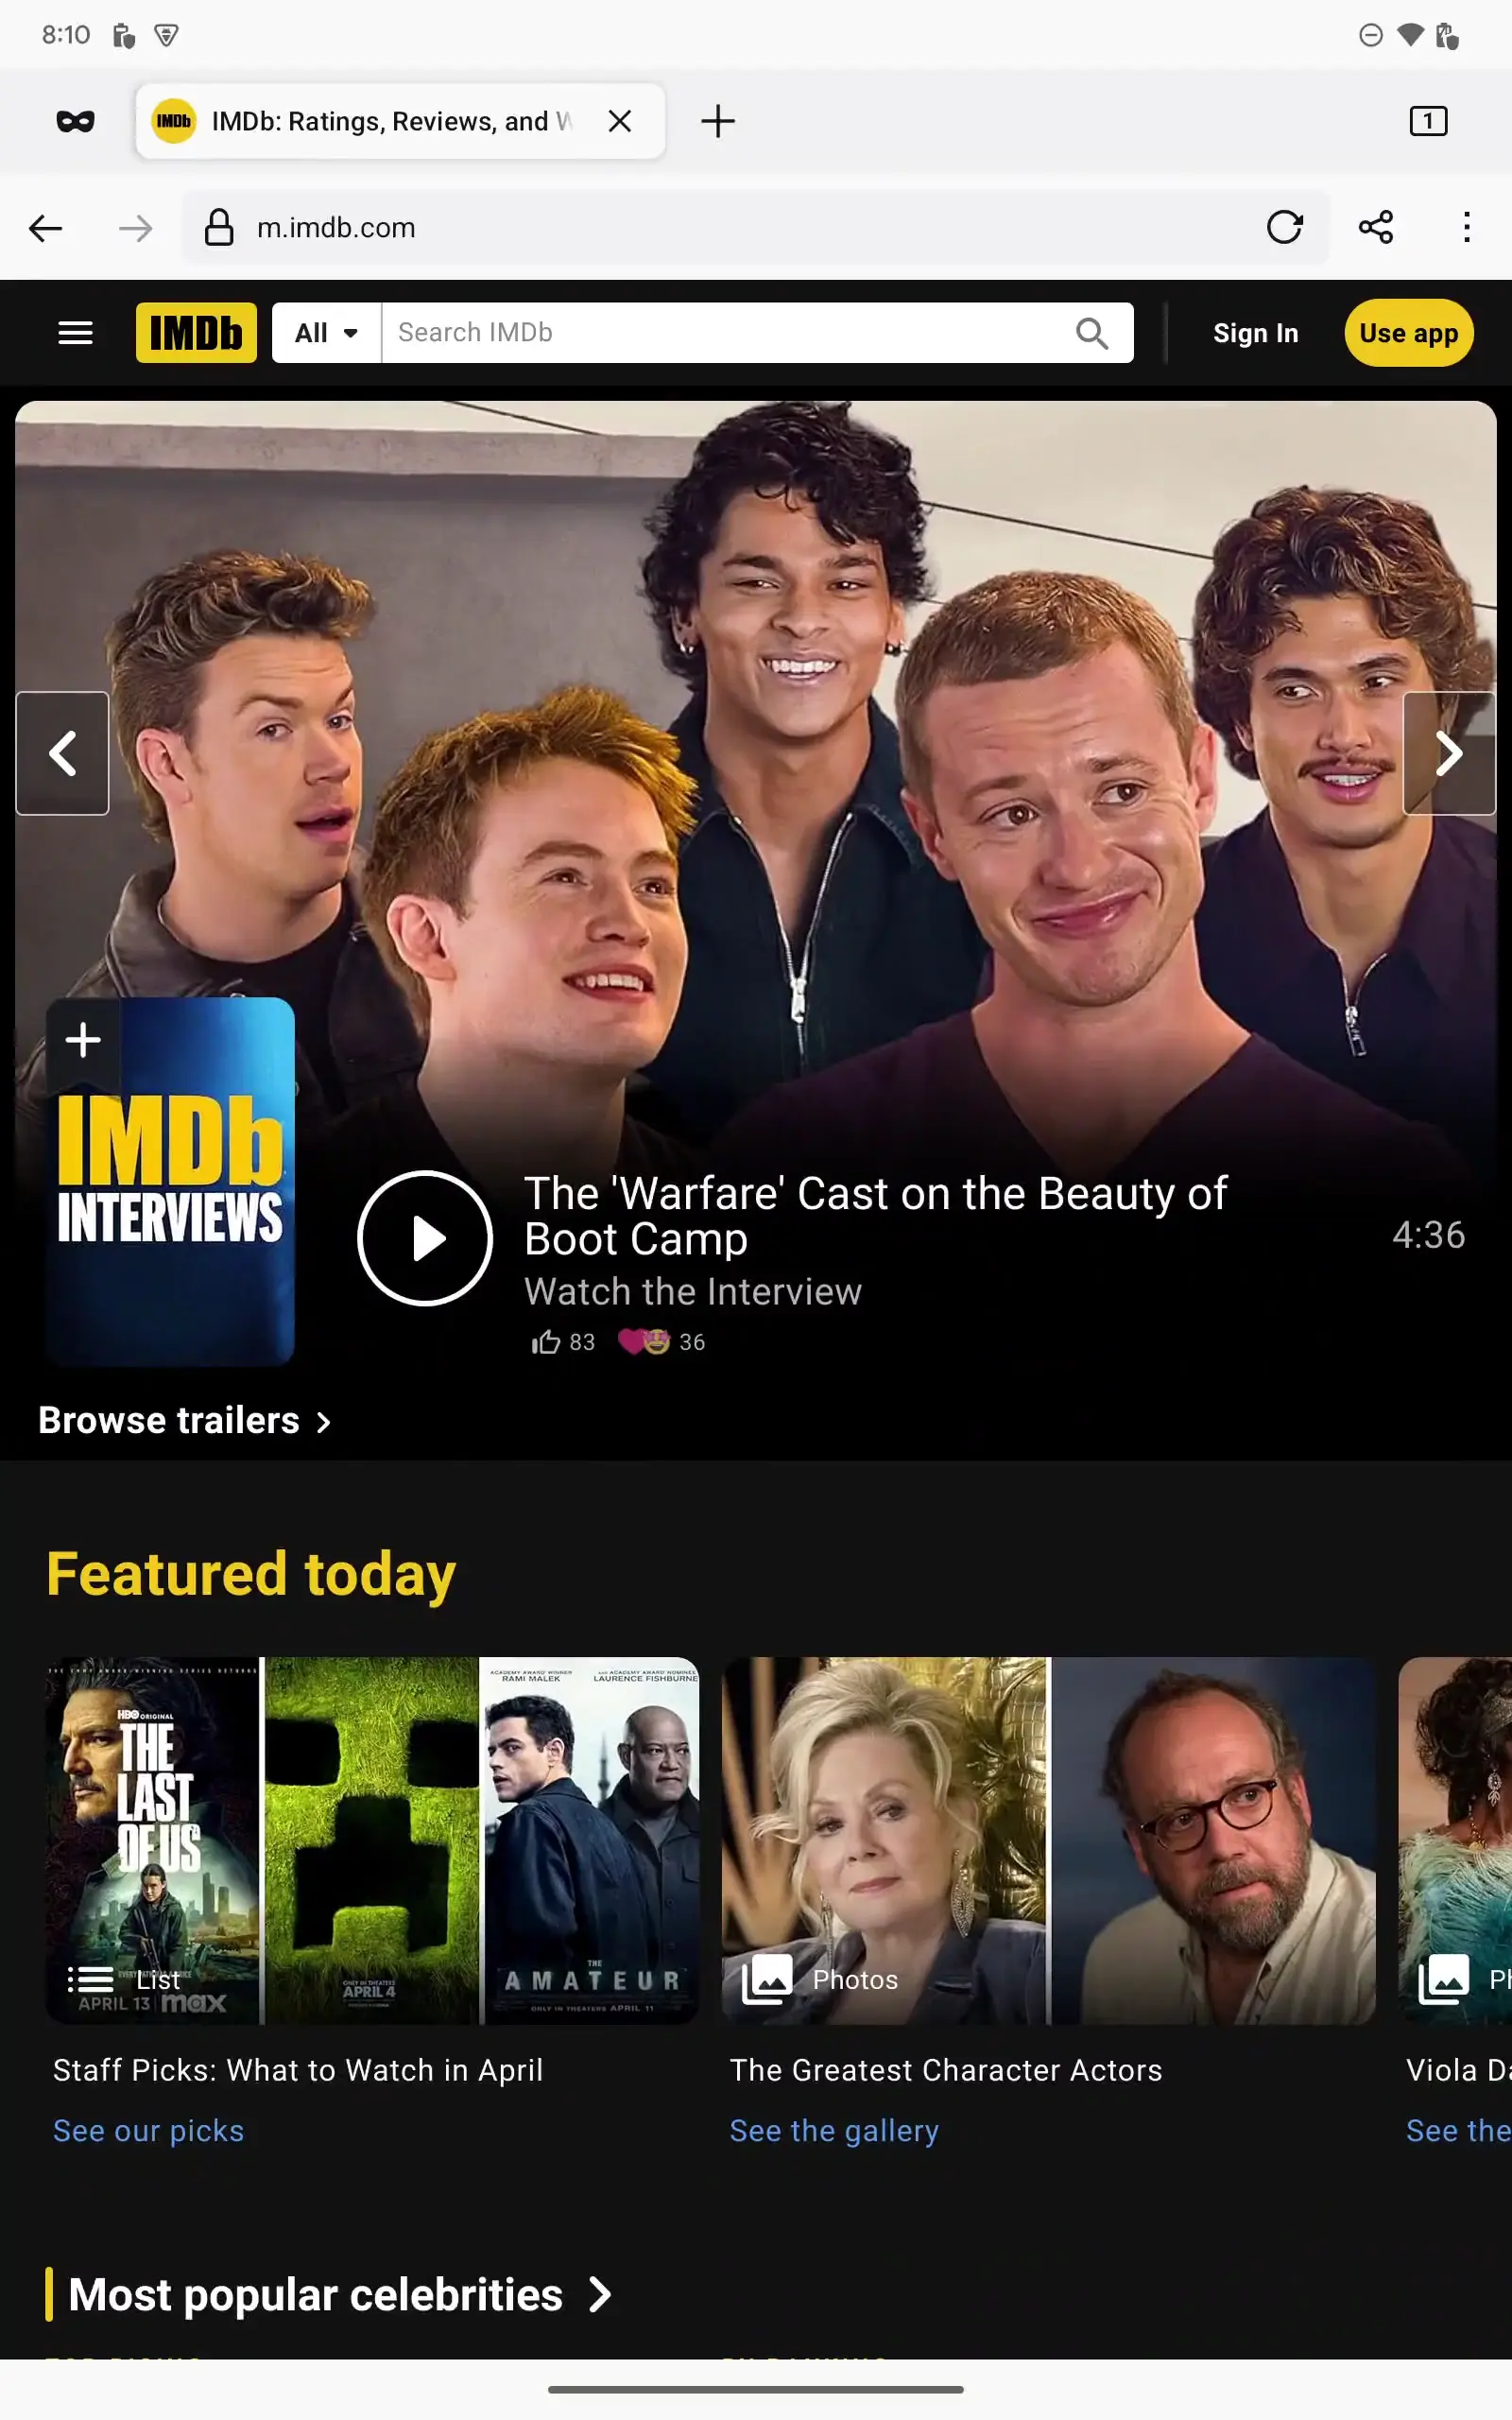 8:10
IMDb
IMDb: Ratings, Reviews, and W
1
m.imdb.com
IMDb
All
Search IMDb
Sign In
Use app
IMDb
INTERVIEWS
The 'Warfare' Cast on the Beauty of
Boot Camp
4:36
Watch the Interview
83
36
Browse trailers
Featured today
HBO ORIGINAL
THE
LAST
OF US
List
APRIL 13 | max
ONLY IN THEATERS
APRIL 4
ACADEMY AWARD WINNER
RAMI MALEK
ACADEMY AWARD NOMINEE
LAURENCE FISHBURNE
THE
AMATEUR
ONLY IN THEATERS APRIL 11
Photos
Ph
Staff Picks: What to Watch in April
See our picks
The Greatest Character Actors
See the gallery
Viola Da
See the
Most popular celebrities